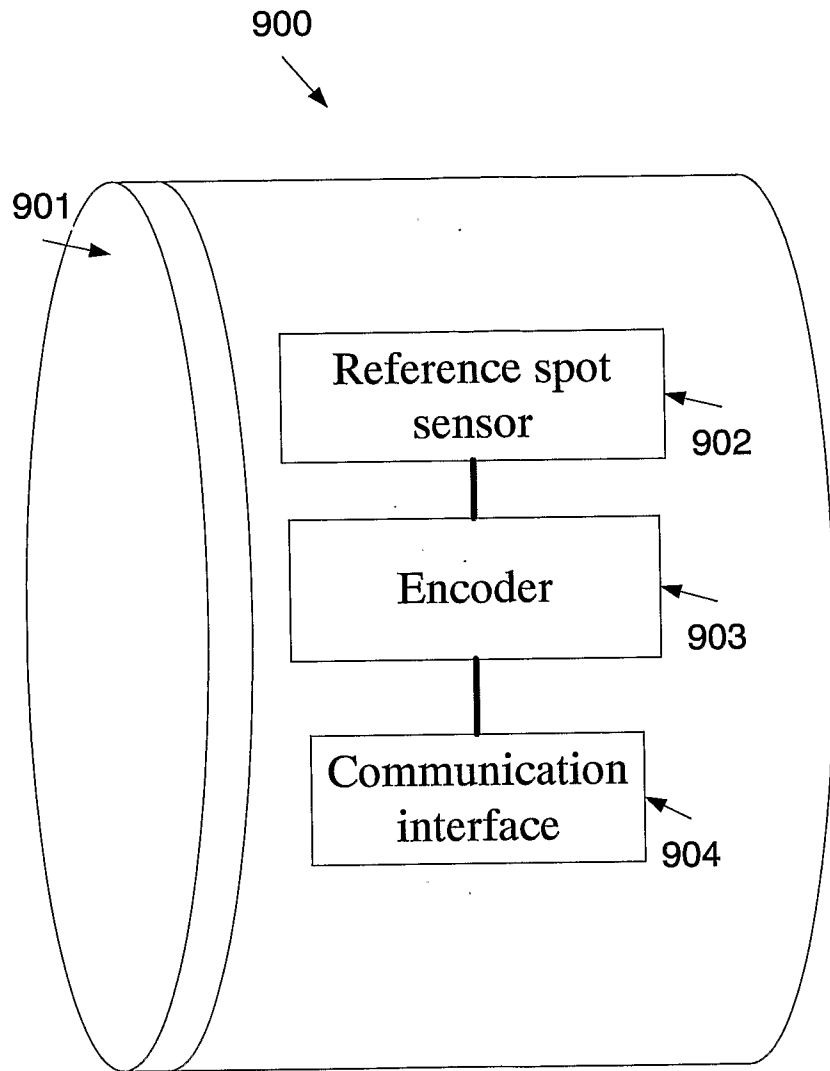 900
901
Reference spot
sensor
902
Encoder
903
Communication
interface
904